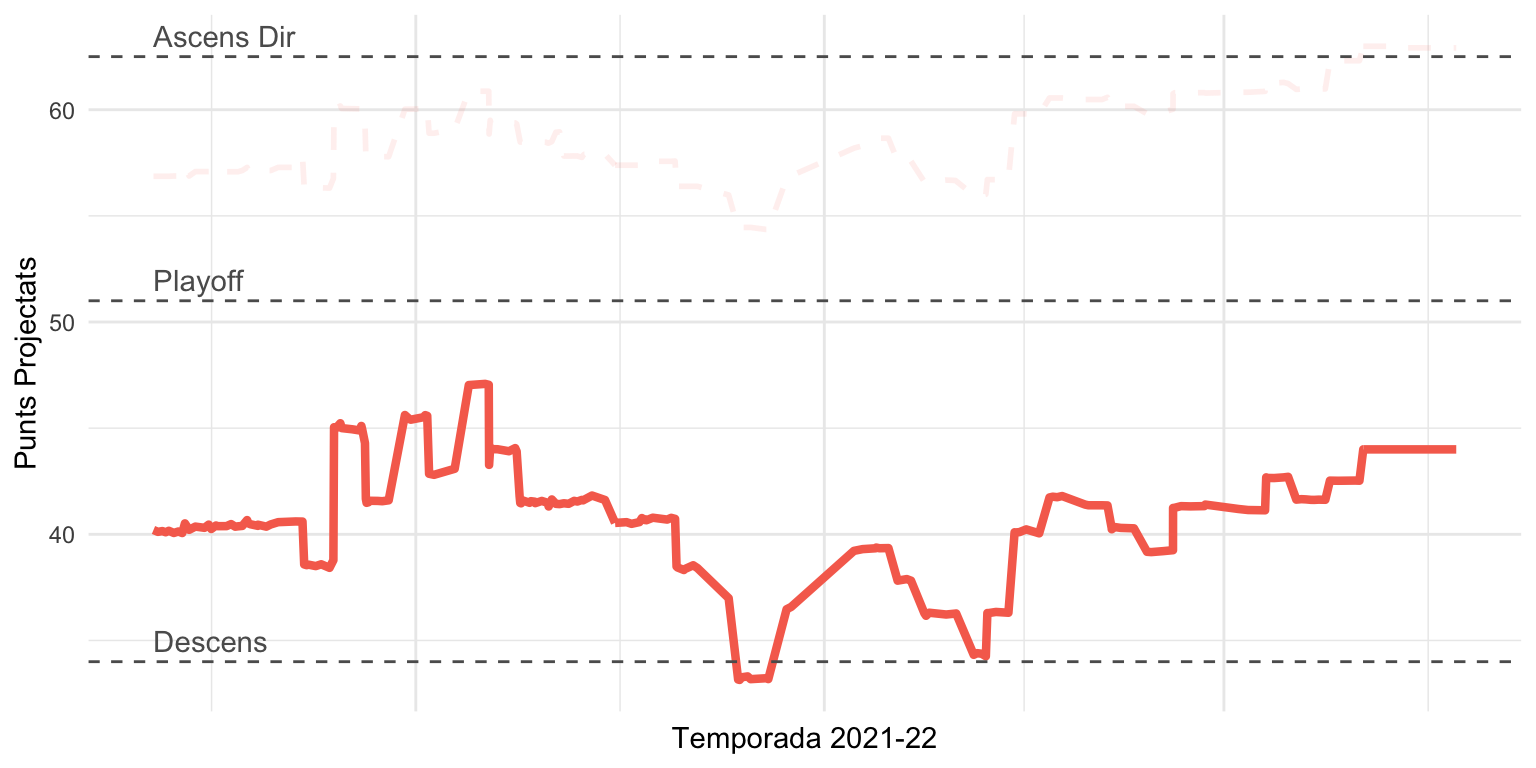 Ascens Dir
60
Playoff
50
Punts Projectats
40
Descens
Temporada 2021-22